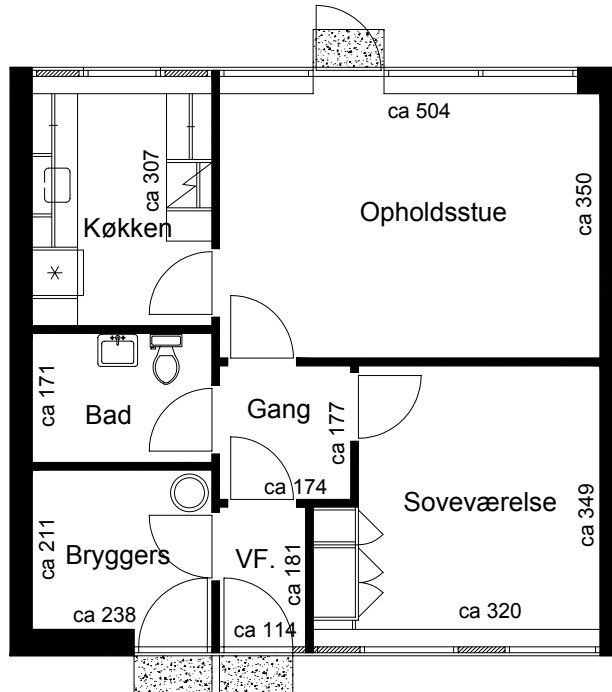 ca 504
ca 307
ca 350
Opholdsstue
Køkken
ca 171
Bad
Gang
ca 177
ca 174
Soveværelse
ca 349
ca 211
Bryggers
VF.
ca 181
ca 238
ca 114
ca 320